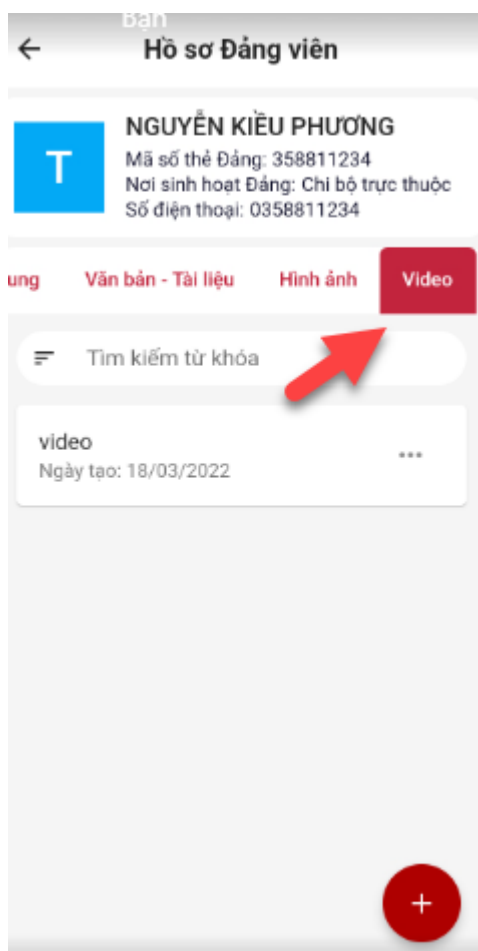 Bạn
Hồ sơ Đảng viên
T
NGUYỄN KIỀU PHƯƠNG
Mã số thẻ Đảng: 358811234
Nơi sinh hoạt Đảng: Chi bộ trực thuộc
Số điện thoại: 0358811234
ung Văn bản - Tài liệu Hình ảnh Video
Tìm kiếm từ khóa
video
Ngày tạo: 18/03/2022